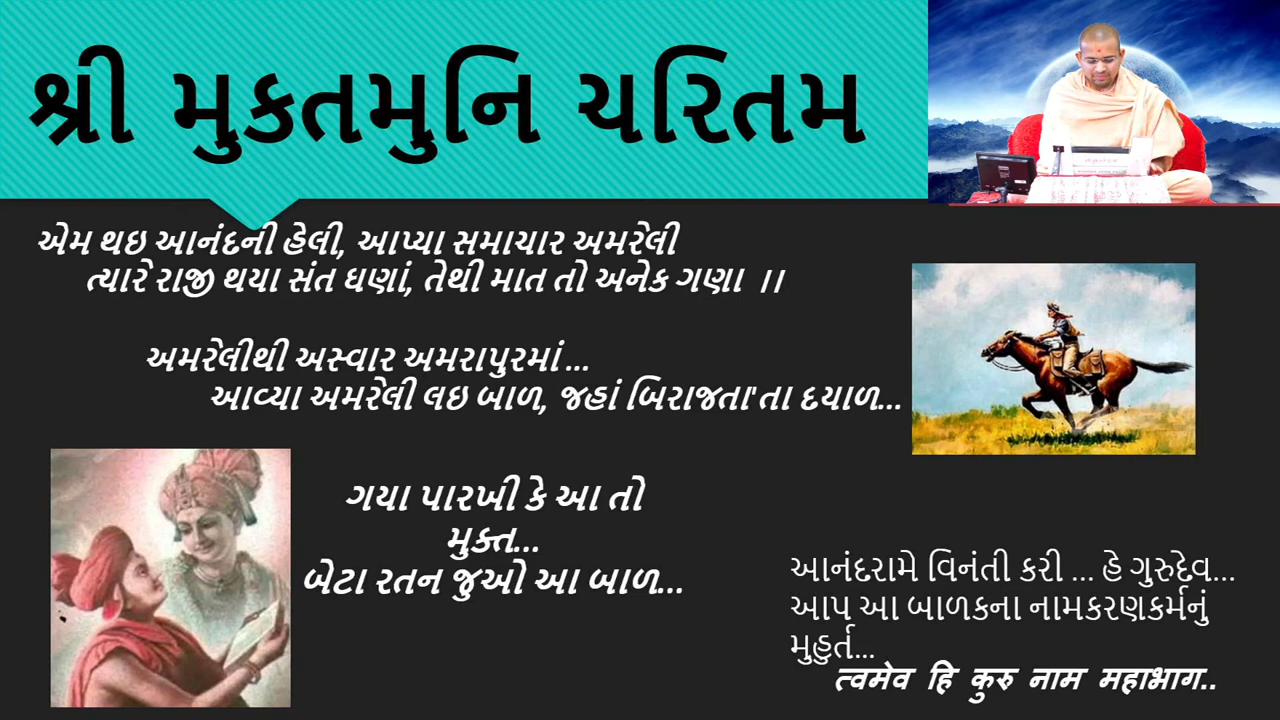 શ્રી મુકતમુનિ ચરિતમ
એમ થઇ આનંદની હેલી, આપ્યા સમાચાર અમરેલી
ત્યારે રાજી થયા સંત ઘણાં, તેથી માત તો અનેક ગણા ।।
અમરેલીથી અસ્વાર અમરાપુરમાં...
આવ્યા અમરેલી લઇ બાળ, જહાં બિરાજતા'તા દયાળ...
ગયા પારખી કે આ તો
મુક્ત...
બેટા રતન જુઓ આ બાળ...
આનંદરામે વિનંતી કરી ... હે ગુરુદેવ...
આપ આ બાળકના નામકરણકર્મનું
મુહુર્ત...
त्वमेव हि कुरु नाम महाभाग..